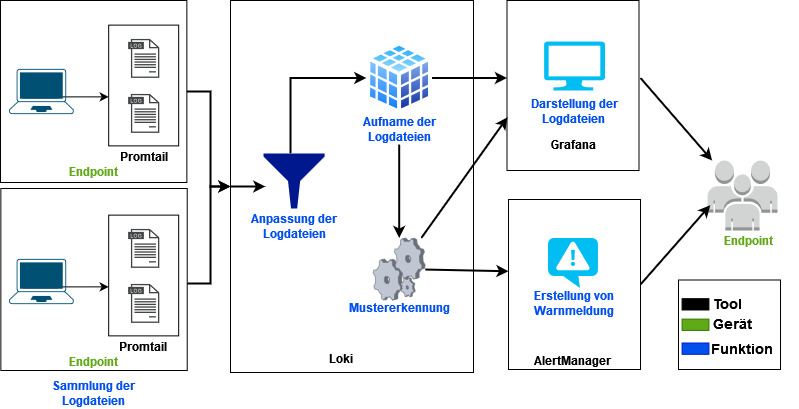 LOG
LOG
Promtail
Endpoint
LOG
LOG
Promtail
Endpoint
Sammlung der
Logdateien
Anpassung der
Logdateien
Aufname der
Logdateien
Mustererkennung
Loki
Darstellung der
Logdateien
Grafana
Erstellung von
Warnmeldung
AlertManager
Endpoint
Tool
Gerät
Funktion